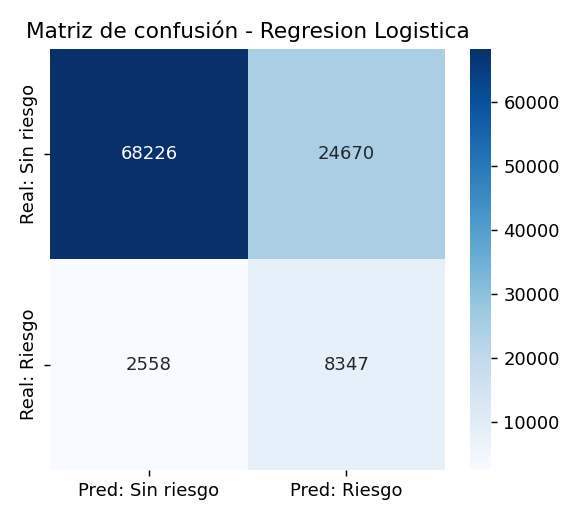 Matriz de confusión - Regresion Logistica
Real: Sin riesgo
68226
24670
Real: Riesgo
2558
8347
Pred: Sin riesgo
Pred: Riesgo
60000
50000
40000
30000
20000
10000